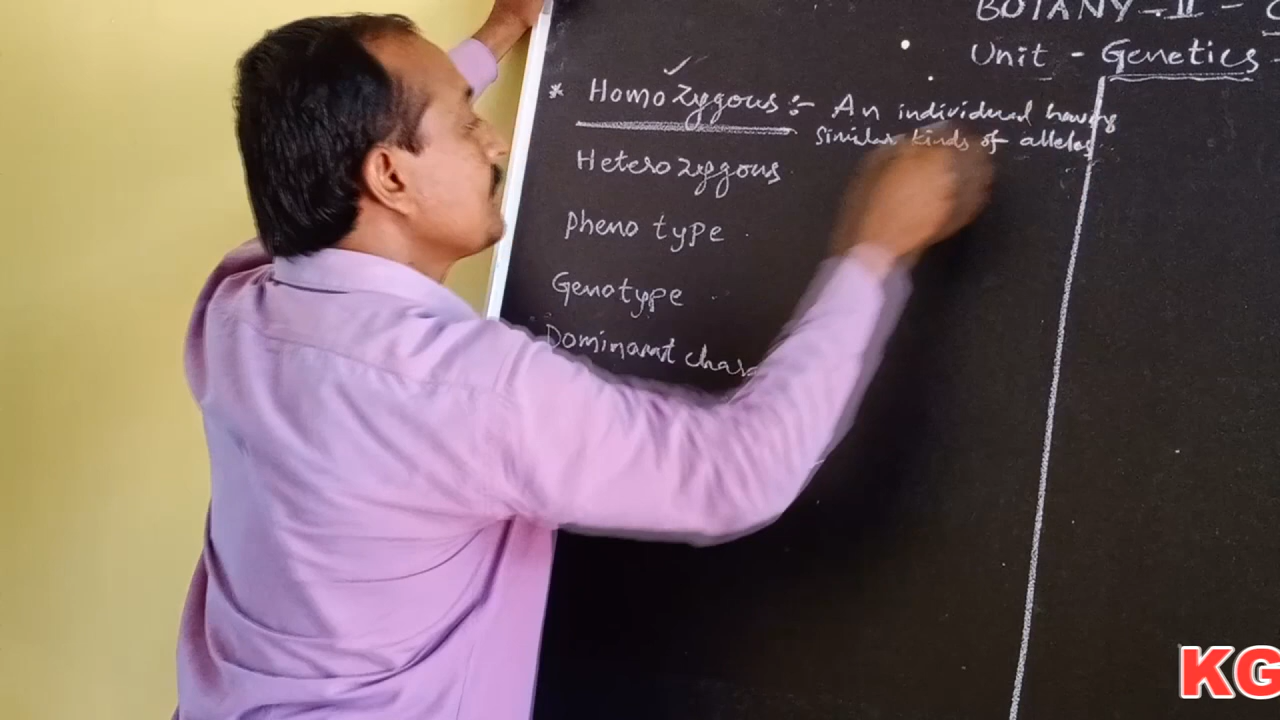 BOTANY - II -
Unit - Genetics -
* Homozygous :- An individual having
similar kinds of alleles
Heterozygous
Pheno type
Genotype
Dominant chara
KG